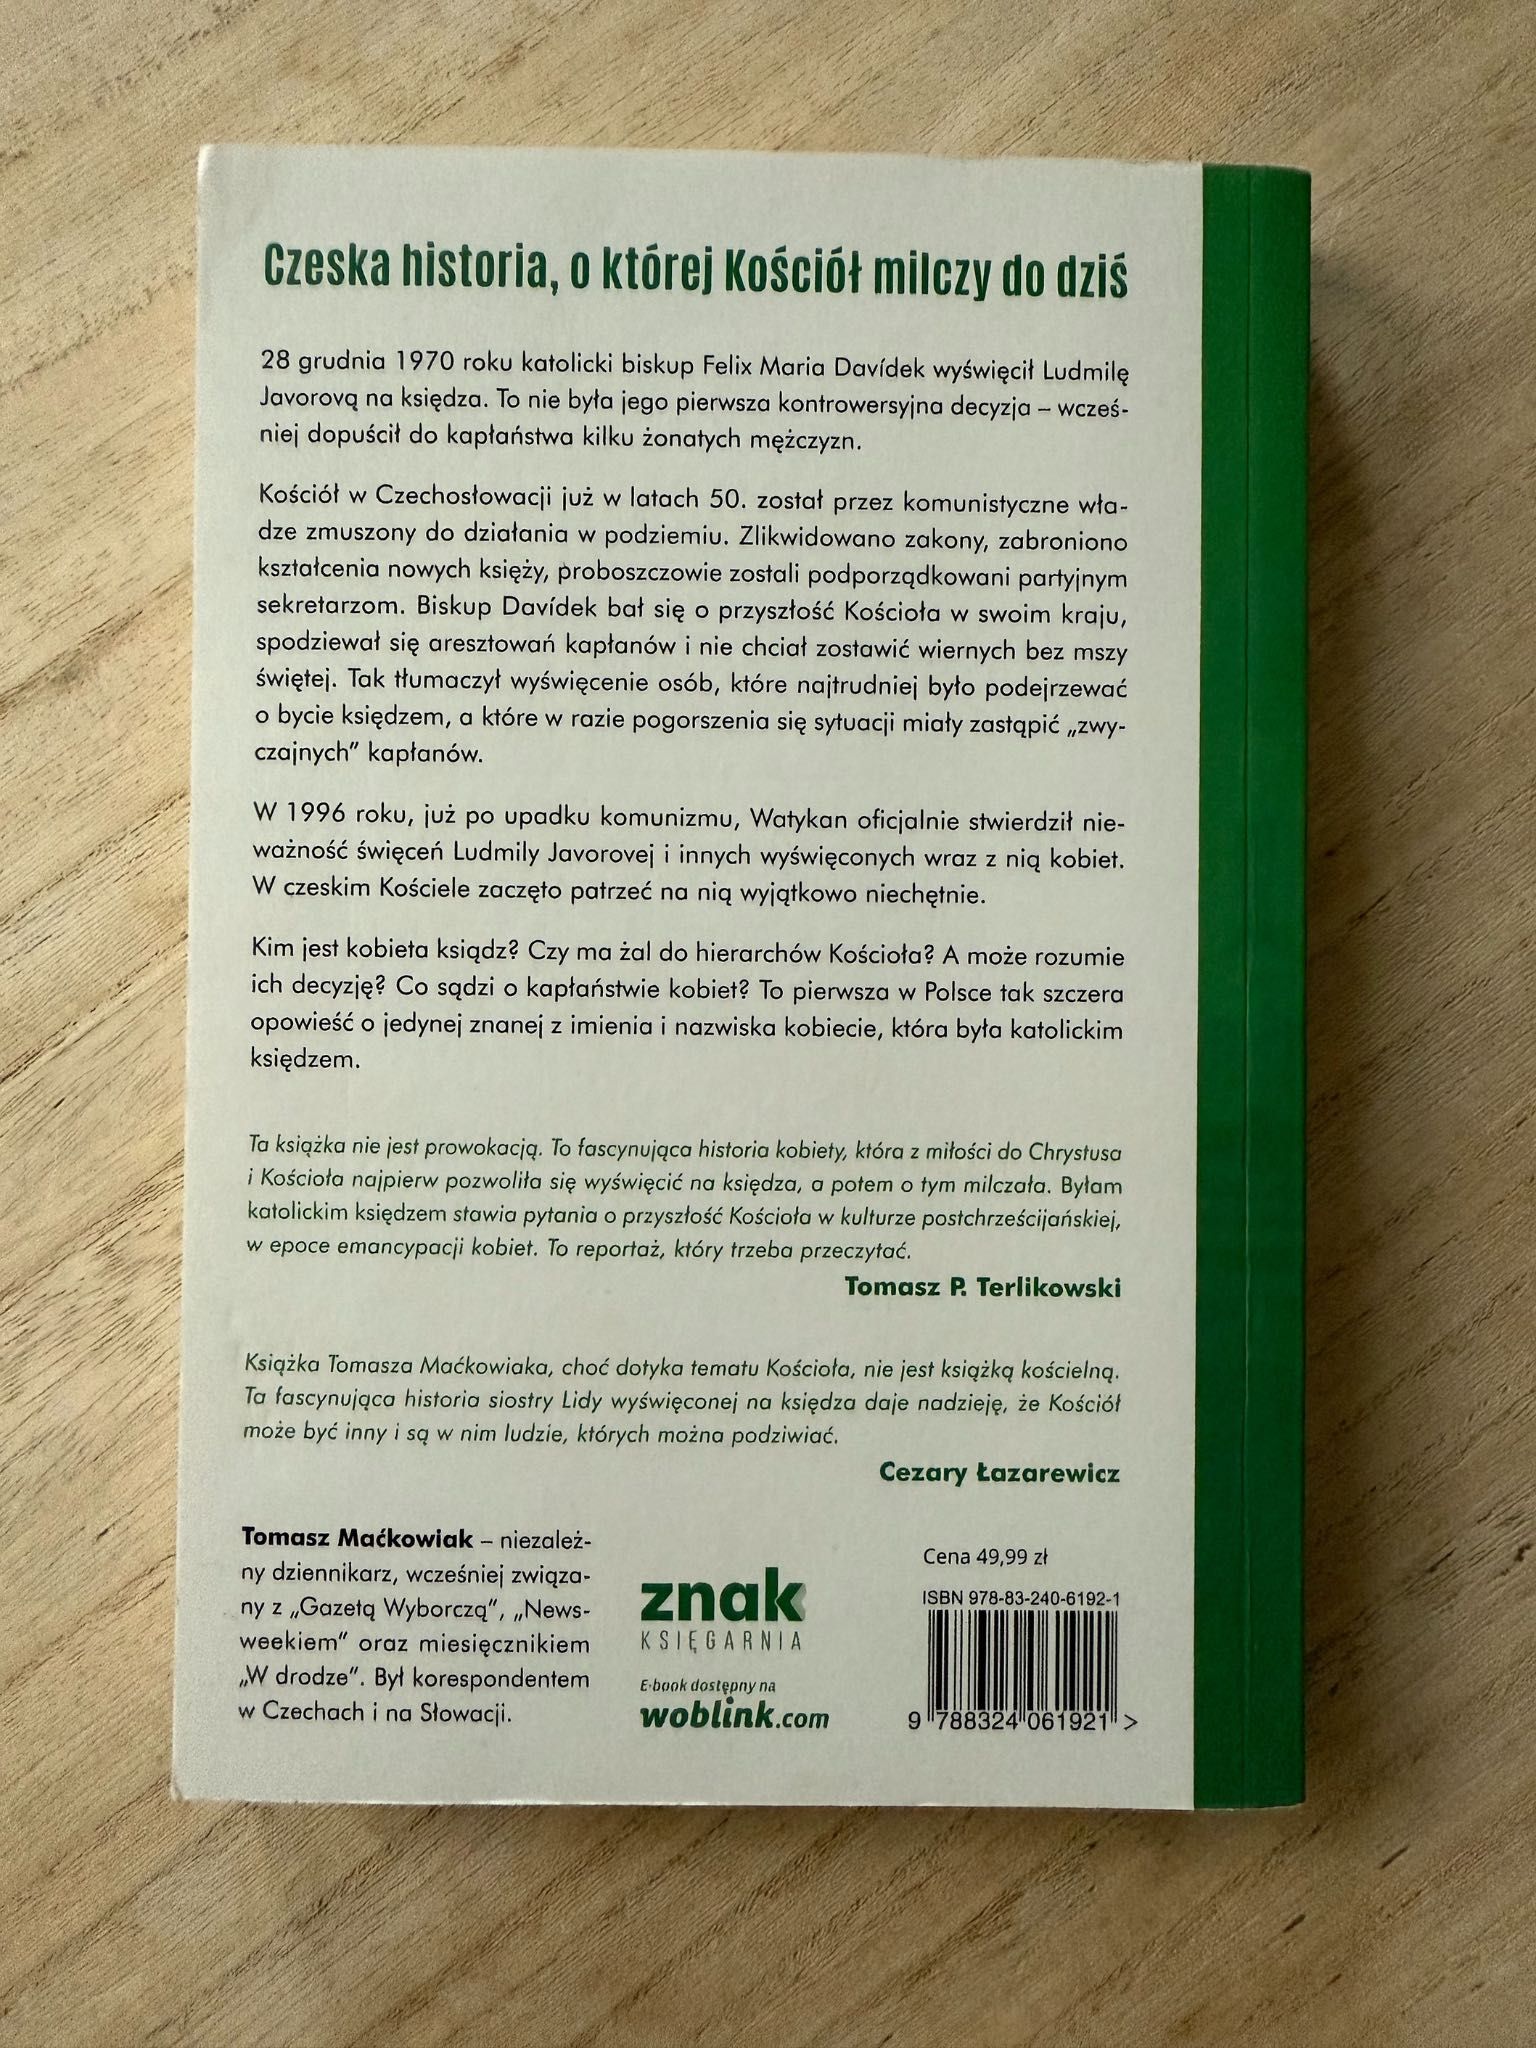 Czeska historia, o której Kościół milczy do dziś
28 grudnia 1970 roku katolicki biskup Felix Maria Davídek wyświęcił Ludmilę
Javorovą na księdza. To nie była jego pierwsza kontrowersyjna decyzja – wcześ-
niej dopuścił do kapłaństwa kilku żonatych mężczyzn.
Kościół w Czechosłowacji już w latach 50. został przez komunistyczne wła-
dze zmuszony do działania w podziemiu. Zlikwidowano zakony, zabroniono
kształcenia nowych księży, proboszczowie zostali podporządkowani partyjnym
sekretarzom. Biskup Davídek bał się o przyszłość Kościoła w swoim kraju,
spodziewał się aresztowań kapłanów i nie chciał zostawić wiernych bez mszy
świętej. Tak tłumaczył wyświęcenie osób, które najtrudniej było podejrzewać
o bycie księdzem, a które w razie pogorszenia się sytuacji miały zastąpić „zwy-
czajnych” kapłanów.
W 1996 roku, już po upadku komunizmu, Watykan oficjalnie stwierdził nie-
ważność święceń Ludmily Javorovej i innych wyświęconych wraz z nią kobiet.
W czeskim Kościele zaczęto patrzeć na nią wyjątkowo niechętnie.
Kim jest kobieta ksiądz? Czy ma żal do hierarchów Kościoła? A może rozumie
ich decyzję? Co sądzi o kapłaństwie kobiet? To pierwsza w Polsce tak szczera
opowieść o jedynej znanej z imienia i nazwiska kobiecie, która była katolickim
księdzem.
Ta książka nie jest prowokacją. To fascynująca historia kobiety, która z miłości do Chrystusa
i Kościoła najpierw pozwoliła się wyświęcić na księdza, a potem o tym milczała. Byłam
katolickim księdzem stawia pytania o przyszłość Kościoła w kulturze postchrześcijańskiej,
w epoce emancypacji kobiet. To reportaż, który trzeba przeczytać.
Tomasz P. Terlikowski
Książka Tomasza Maćkowiaka, choć dotyka tematu Kościoła, nie jest książką kościelną.
Ta fascynująca historia siostry Lidy wyświęconej na księdza daje nadzieję, że Kościół
może być inny i są w nim ludzie, których można podziwiać.
Cezary Łazarewicz
Tomasz Maćkowiak – niezależ-
ny dziennikarz, wcześniej związa-
ny z „Gazetą Wyborczą”, „News-
weekiem” oraz miesięcznikiem
„W drodze”. Był korespondentem
w Czechach i na Słowacji.
znak
KSIĘGARNIA
E-book dostępny na
woblink.com
Cena 49,99 zł
ISBN 978-83-240-6192-1
9 788324 061921 >